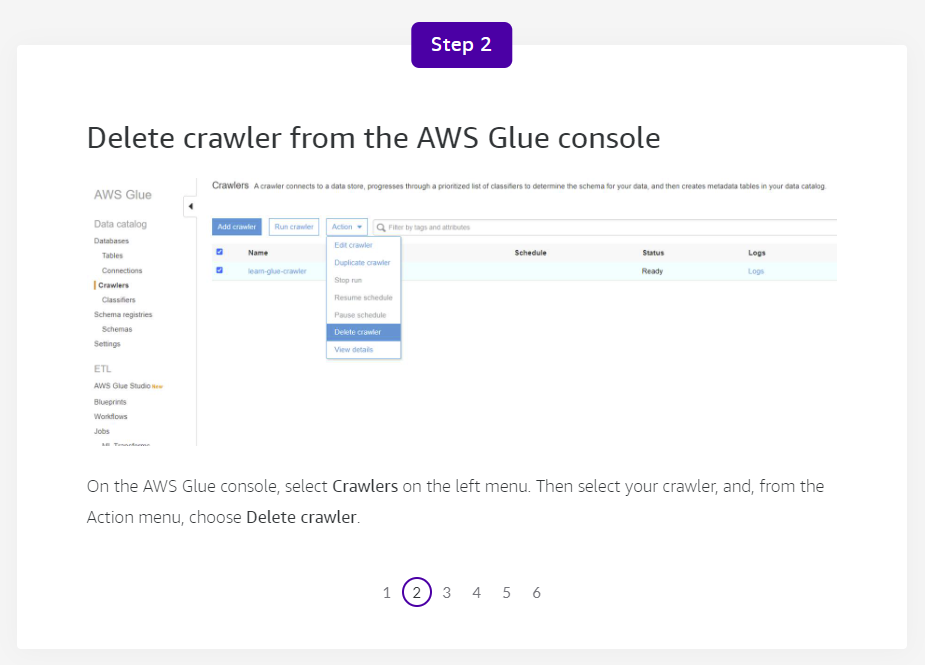 Step 2
Delete crawler from the AWS Glue console
AWS Glue
Data catalog
Databases
Tables
Connections
Crawlers
Classifiers
Schema registries
Schemas
Settings
ETL
AWS Glue Studio New
Blueprints
Workflows
Jobs
ML Transforms
Crawlers A crawler connects to a data store, progresses through a prioritized list of classifiers to determine the schema for your data, and then creates metadata tables in your data catalog.
Add crawler Run crawler Action Filter by tags and attributes
Name Schedule Status Logs
learn-glue-crawler Ready Logs
Edit crawler
Duplicate crawler
Stop run
Resume schedule
Pause schedule
Delete crawler
View details
On the AWS Glue console, select Crawlers on the left menu. Then select your crawler, and, from the
Action menu, choose Delete crawler.
1 2 3 4 5 6